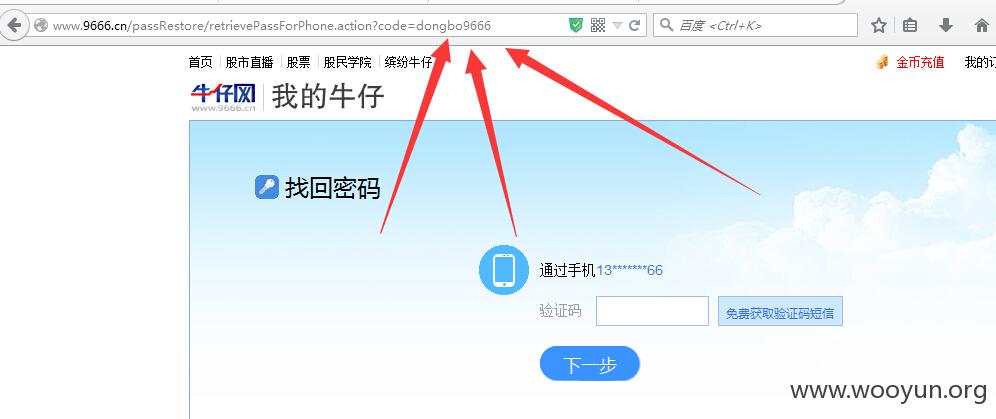 www.9666.cn/passRestore/retrievePassForPhone.action?code=dongbo9666
百度 <Ctrl+K>
首页 股市直播 股票 股民学院 缤纷牛仔
金币充值 我的订
牛仔网 我的牛仔
www.9666.cn
找回密码
通过手机13*******66
验证码 免费获取验证码短信
下一步
www.wooyun.org